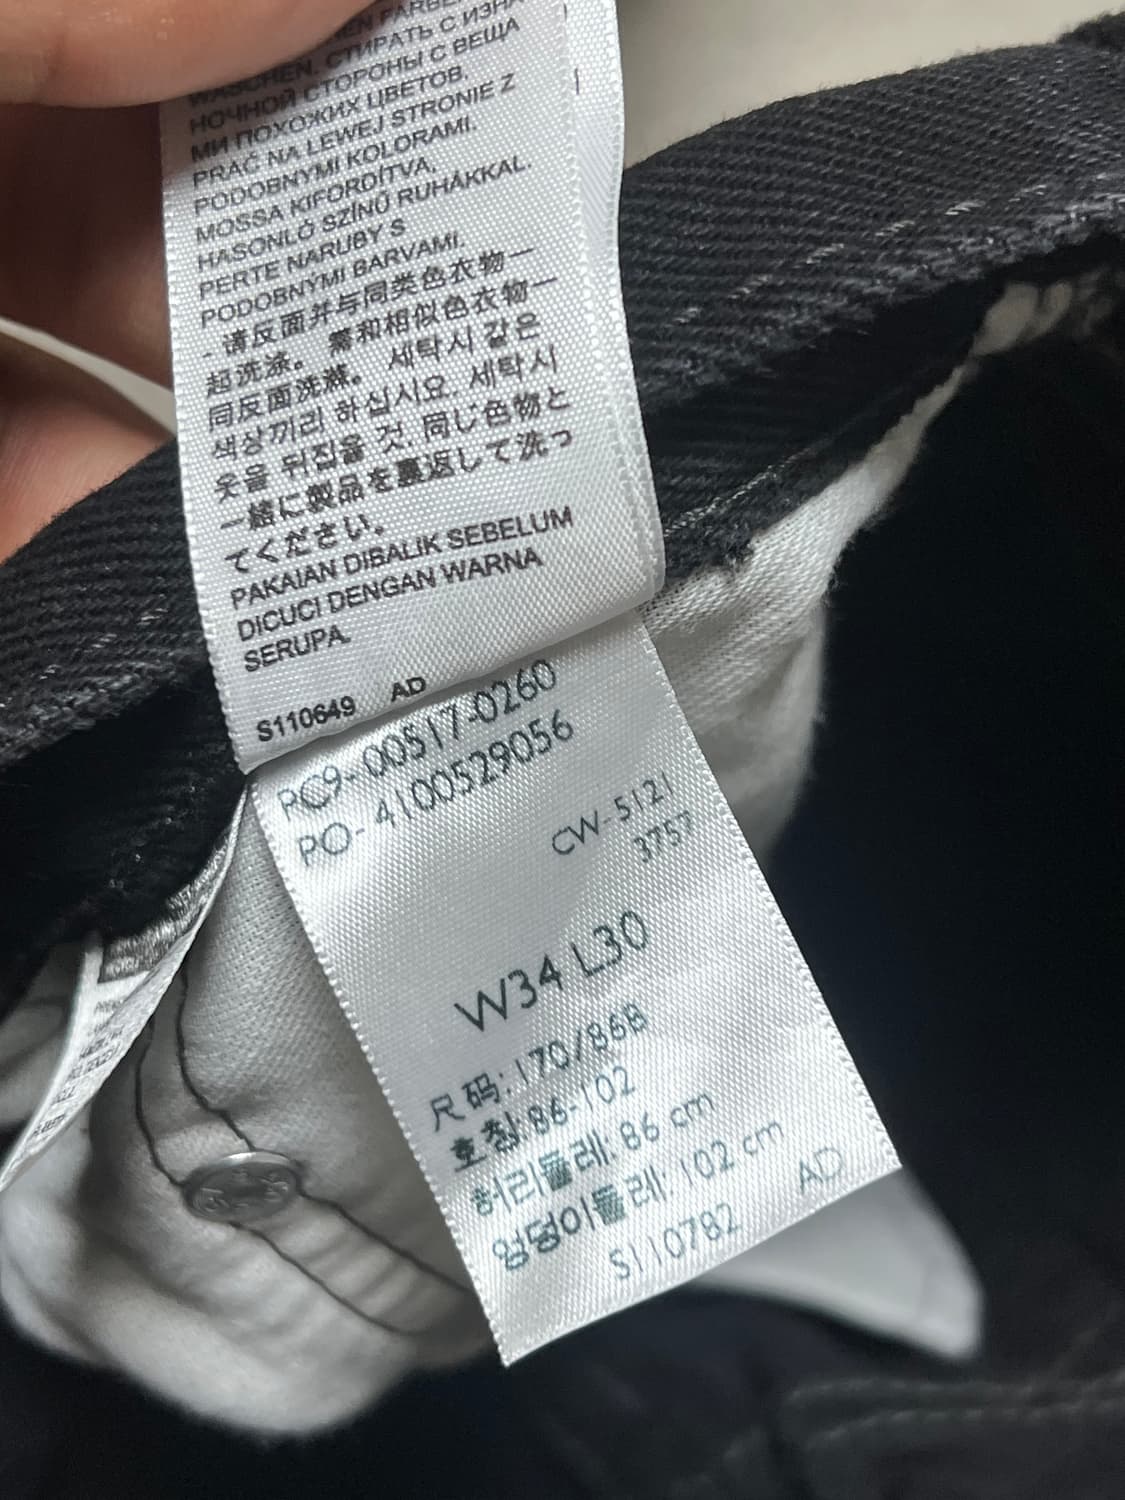 EN FARBEN
WASCHEN. СТИРАТЬ С ИЗНА
НОЧНОЙ СТОРОНЫ С ВЕЩА
МИ ПОХОЖИХ ЦВЕТОВ.
PRAĆ NA LEWEJ STRONIE Z
PODOBNYMI KOLORAMI.
MOSSA KIFORDÍTVA,
HASONLÓ SZÍNŰ RUHÁKKAL.
PERTE NARUBY S
PODOBNÝMI BARVAMI.
- 请反面并与同类色衣物一
起洗涤。需和相似色衣物一
同反面洗滌。 세탁시 같은
색상끼리 하십시오. 세탁시
옷을 뒤집을 것. 同じ色物と
一緒に製品を裏返して洗っ
てください。
PAKAIAN DIBALIK SEBELUM
DICUCI DENGAN WARNA
SERUPA.
S110649 AD
PC9-00517-0260
PO-4100529056
CW-5121
3757
W34 L30
尺码: 170/86B
호칭: 86-102
허리둘레: 86 cm
엉덩이둘레: 102 cm
S110782 AD